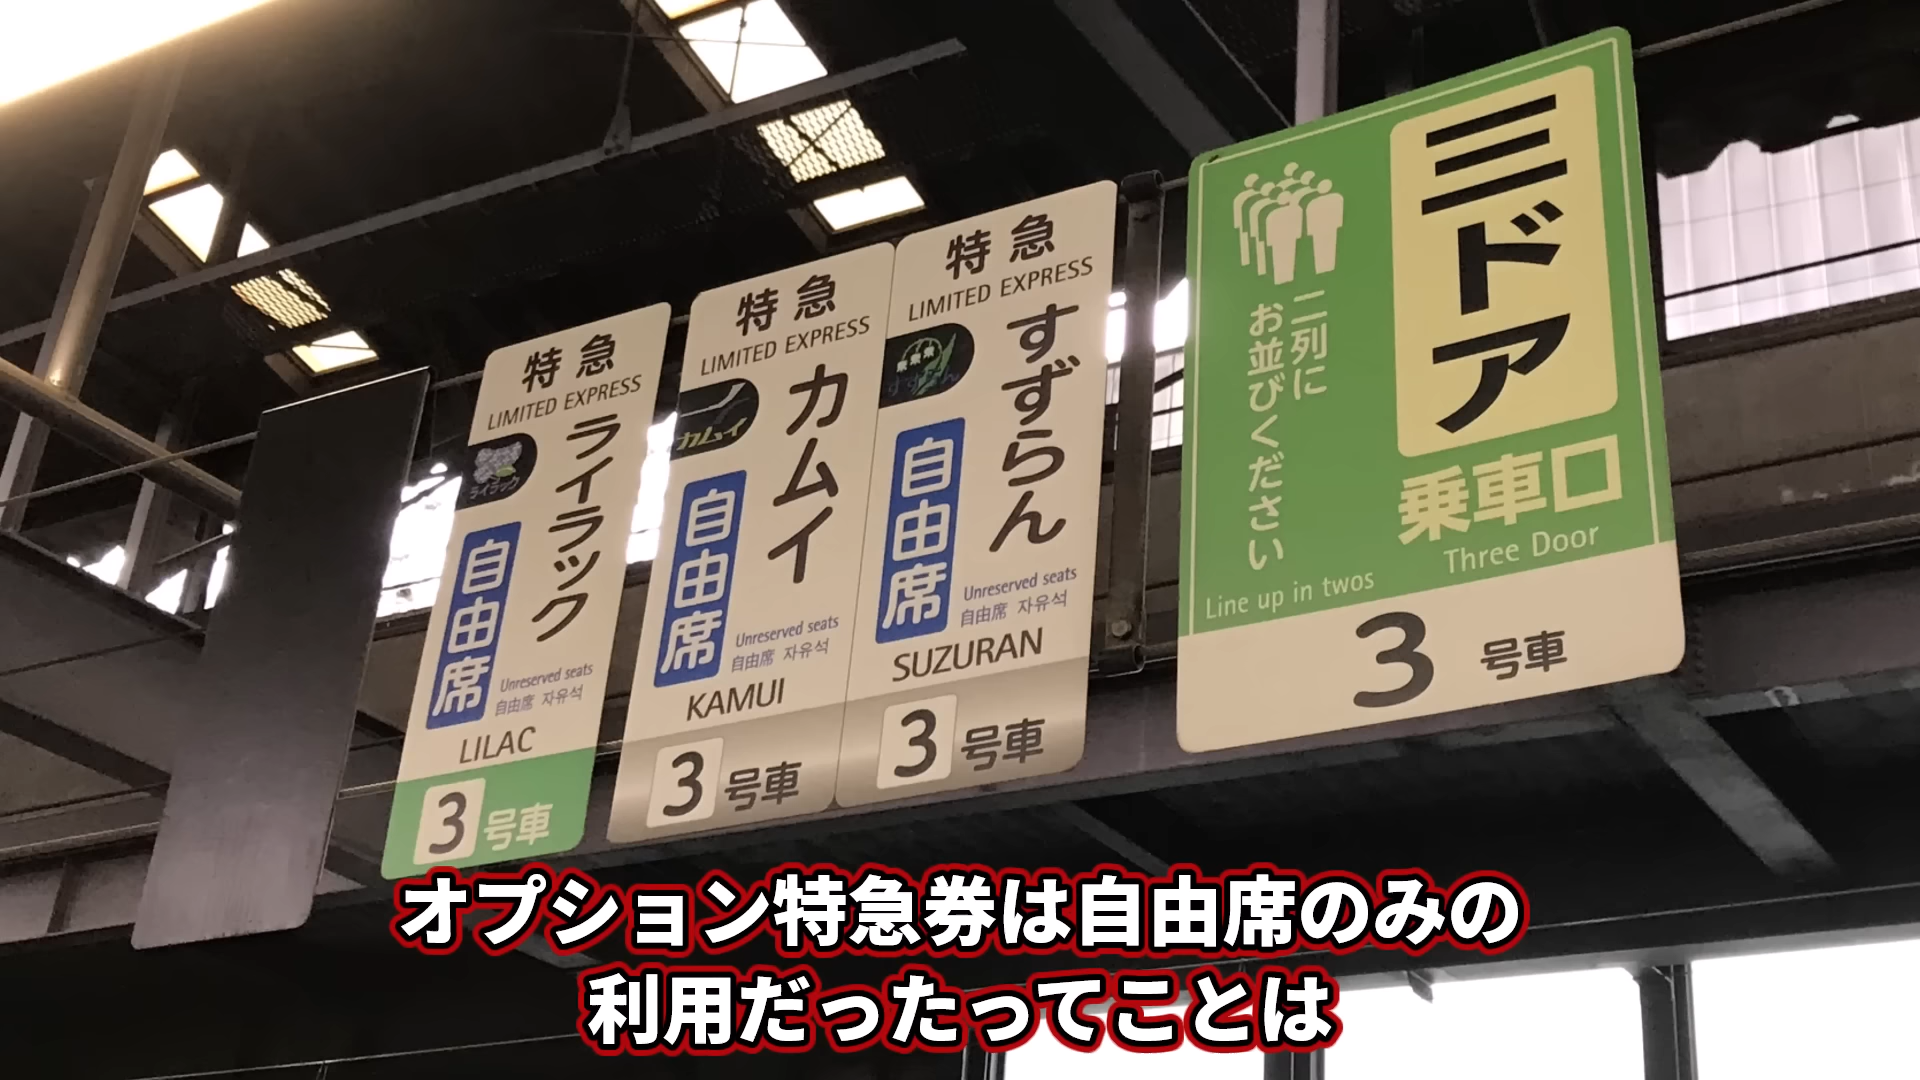 特急
LIMITED EXPRESS
ライラック
ライラック
自由席
Unreserved seats
自由席 자유석
LILAC
3号車
特急
LIMITED EXPRESS
カムイ
カムイ
自由席
Unreserved seats
自由席 자유석
KAMUI
3号車
特急
LIMITED EXPRESS
すずらん
すずらん
自由席
Unreserved seats
自由席 자유석
SUZURAN
3号車
三ドア
乗車口
Three Door
二列に
お並びください
Line up in twos
3号車
オプション特急券は自由席のみの
利用だったってことは